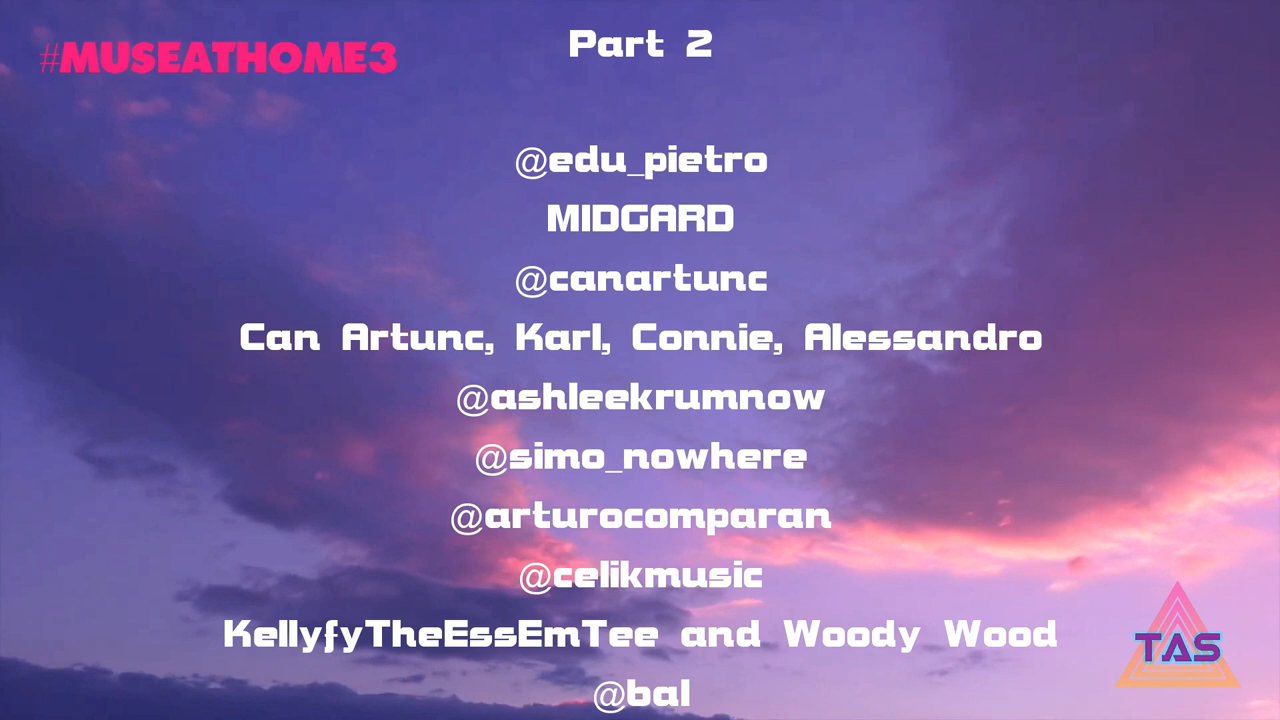 #MUSEATHOME3
Part 2
@edu_pietro
MIDGARD
@canartunc
Can Artunc, Karl, Connie, Alessandro
@ashleekrumnow
@simo_nowhere
@arturocomparan
@celikmusic
KellyfyTheEssEmTee and Woody Wood
@bal
TAS